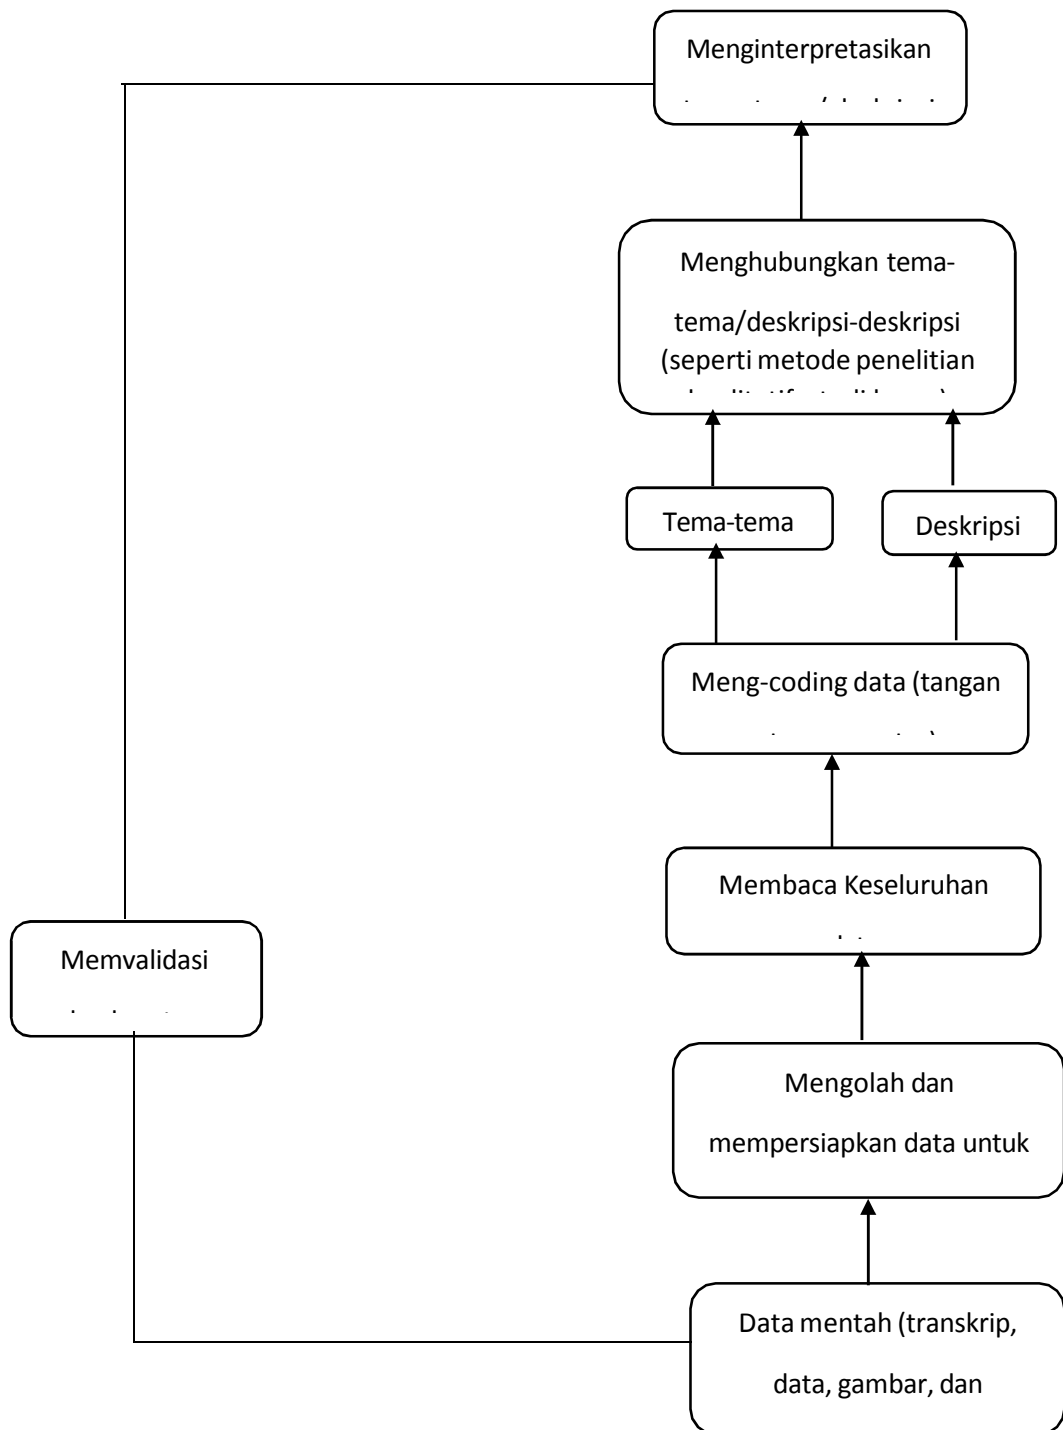 Menginterpretasikan
Menghubungkan tema-
tema/deskripsi-deskripsi
(seperti metode penelitian
Tema-tema
Deskripsi
Meng-coding data (tangan
Membaca Keseluruhan
Memvalidasi
Mengolah dan
mempersiapkan data untuk
Data mentah (transkrip,
data, gambar, dan